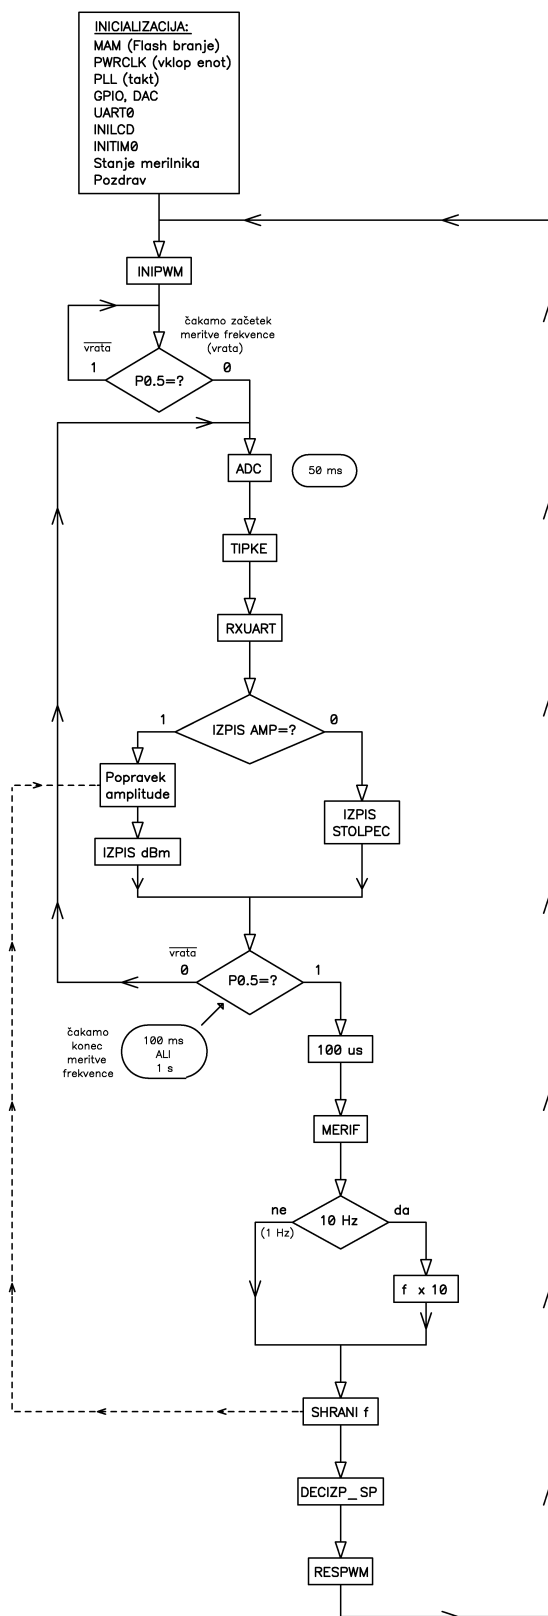 INICIALIZACIJA:
MAM (Flash branje)
PWRCLK (vklop enot)
PLL (takt)
GPIO, DAC
UART0
INILCD
INITIM0
Stanje merilnika
Pozdrav
INIPWM
čakamo začetek
meritve frekvence
(vrata)
vrata
1
P0.5=?
0
ADC
50 ms
TIPKE
RXUART
1
IZPIS AMP=?
0
Popravek
amplitude
IZPIS
STOLPEC
IZPIS dBm
vrata
0
P0.5=?
1
čakamo
konec
meritve
frekvence
100 ms
ALI
1 s
100 us
MERIF
ne
(1 Hz)
10 Hz
da
f x 10
SHRANI f
DECIZP_SP
RESPWM